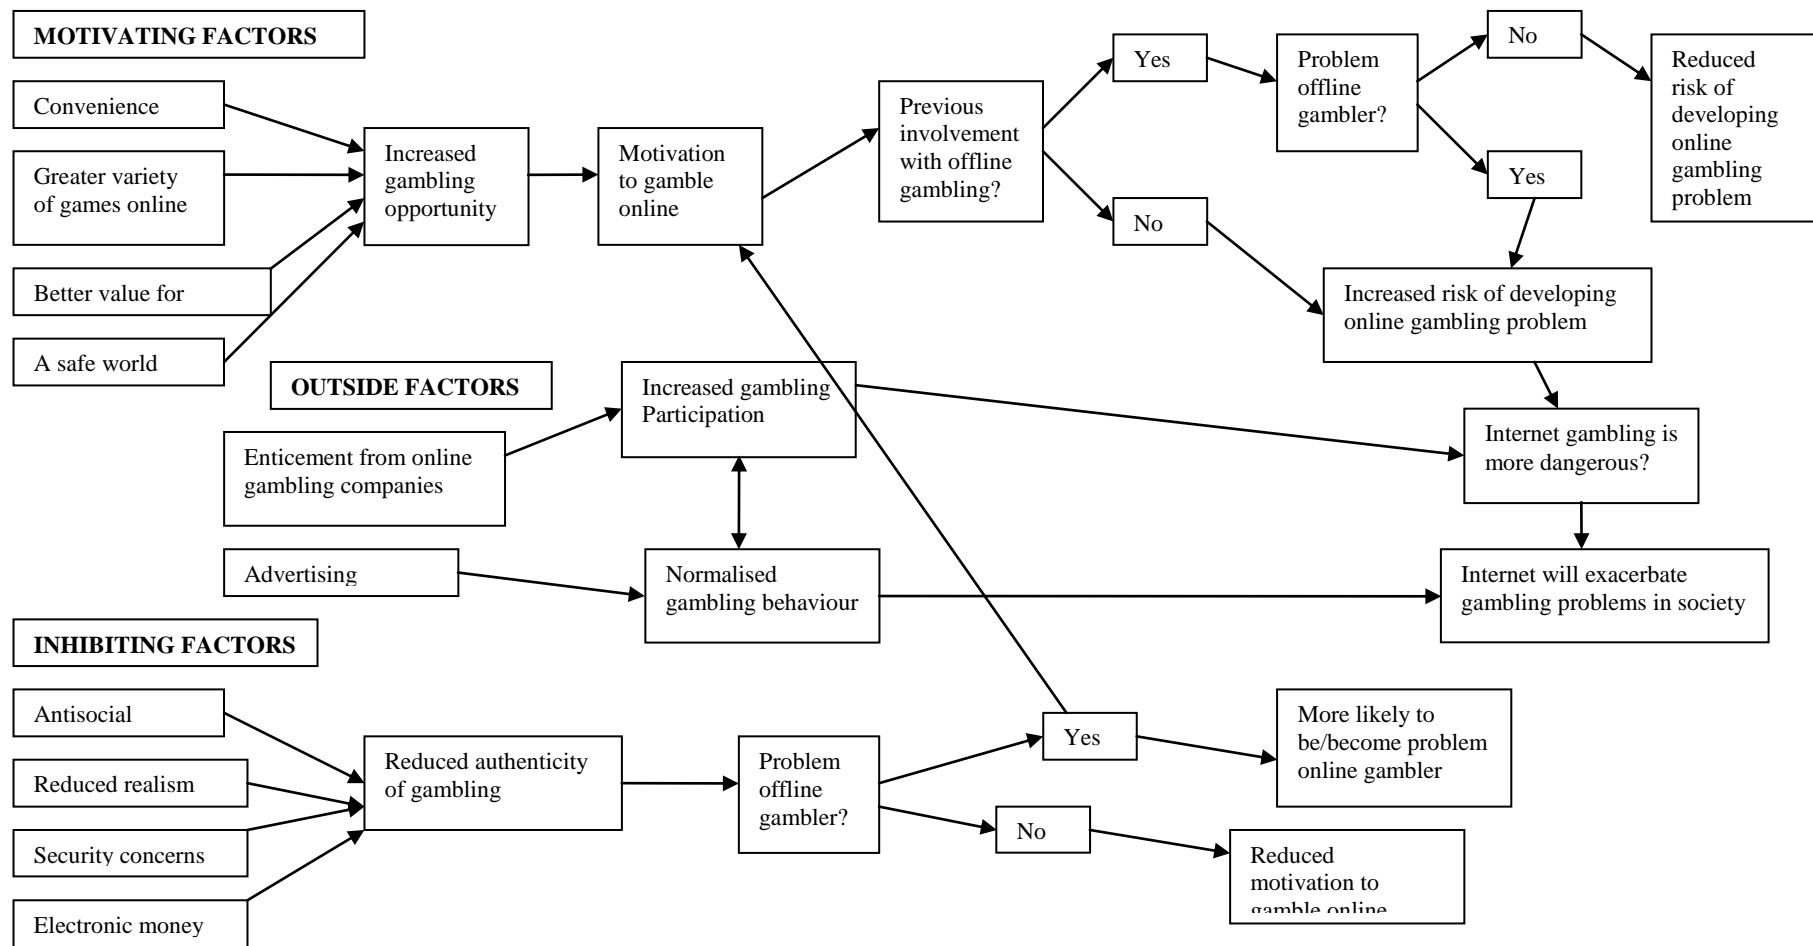 MOTIVATING FACTORS
Convenience
Greater variety
of games online
Better value for
A safe world
Increased
gambling
opportunity
Motivation
to gamble
online
Previous
involvement
with offline
gambling?
Yes
No
Problem
offline
gambler?
No
Yes
Reduced
risk of
developing
online
gambling
problem
Increased risk of developing
online gambling problem
OUTSIDE FACTORS
Enticement from online
gambling companies
Advertising
Increased gambling
Participation
Normalised
gambling behaviour
Internet gambling is
more dangerous?
Internet will exacerbate
gambling problems in society
INHIBITING FACTORS
Antisocial
Reduced realism
Security concerns
Electronic money
Reduced authenticity
of gambling
Problem
offline
gambler?
Yes
No
More likely to
be/become problem
online gambler
Reduced
motivation to
gamble online